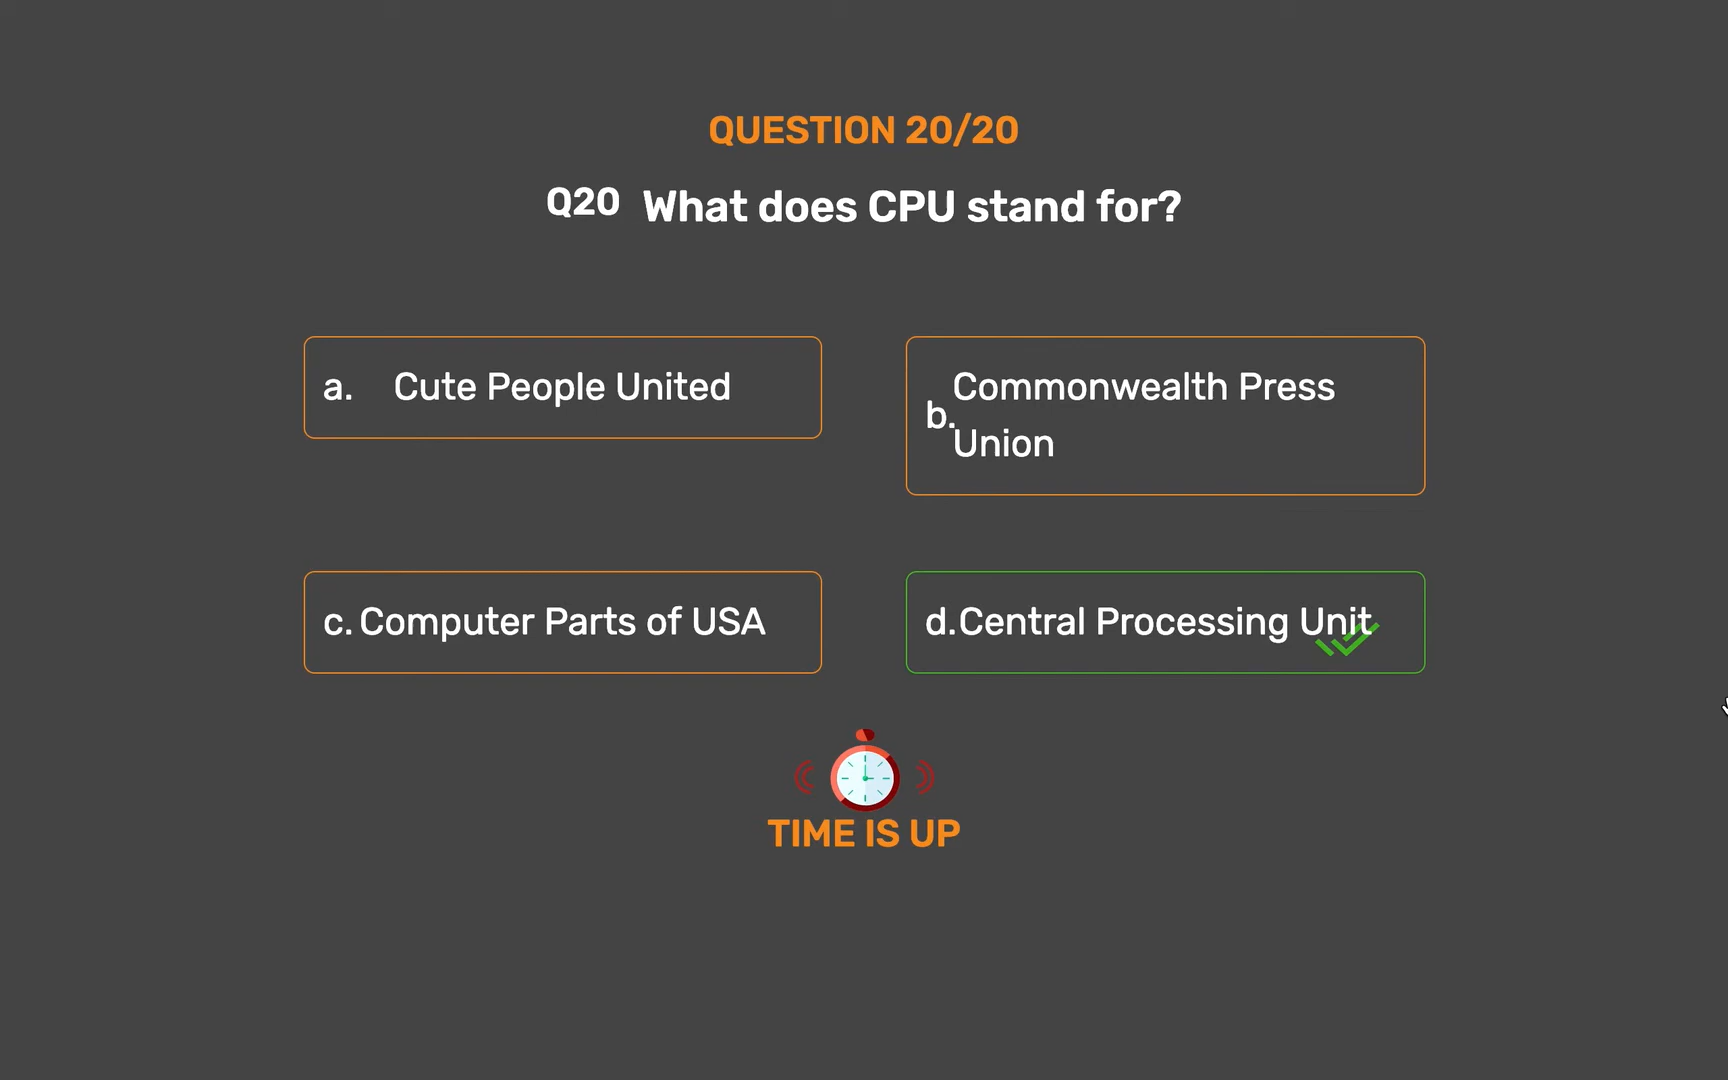 QUESTION 20/20
Q20 What does CPU stand for?
a. Cute People United
b. Commonwealth Press
Union
c. Computer Parts of USA
d. Central Processing Unit
TIME IS UP